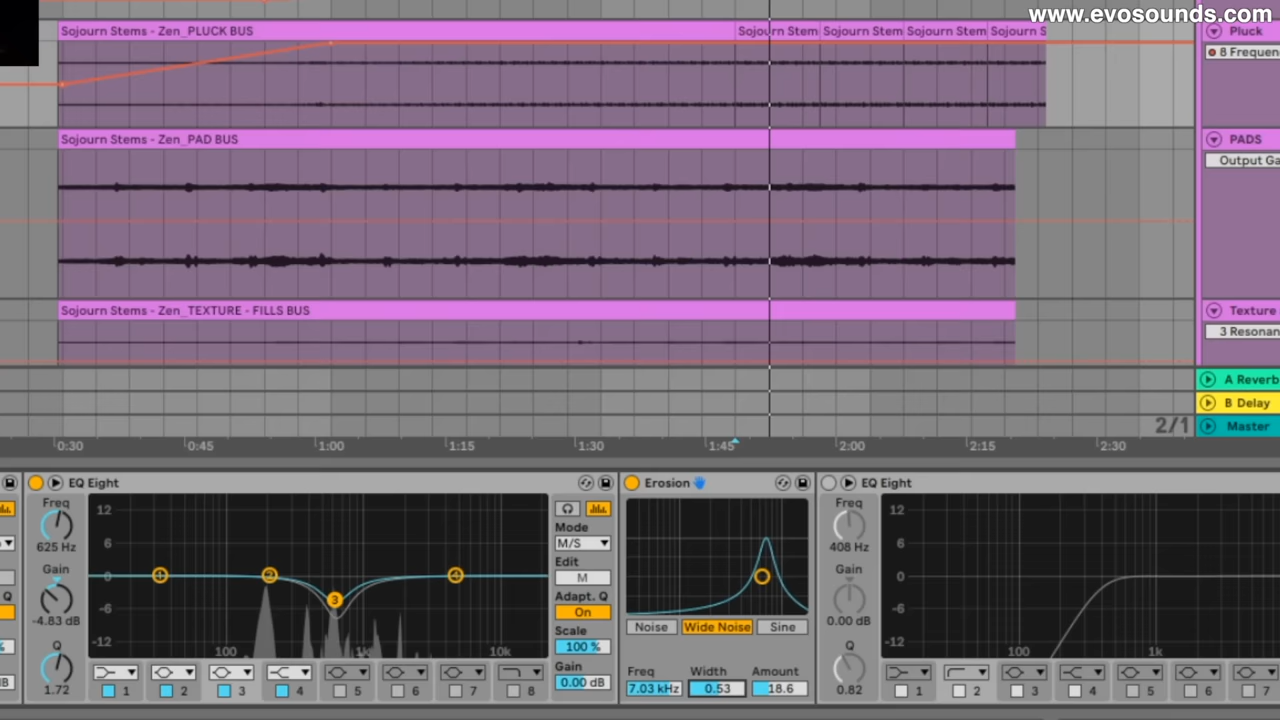 www.evosounds.com
Sojourn Stems - Zen_PLUCK BUS
Sojourn Stem
Sojourn Stem
Sojourn Stem
Sojourn S
Pluck
8 Frequen
Sojourn Stems - Zen_PAD BUS
PADS
Output Ga
Sojourn Stems - Zen_TEXTURE - FILLS BUS
Texture
3 Resonan
A Reverb
B Delay
2/1
Master
0:30
0:45
1:00
1:15
1:30
1:45
2:00
2:15
2:30
EQ Eight
Freq
625 Hz
Gain
-4.83 dB
Q
1.72
12
6
0
-6
-12
100
1k
10k
1
2
3
4
1
2
3
4
5
6
7
8
Mode
M/S
Edit
M
Adapt. Q
On
Scale
100 %
Gain
0.00 dB
Erosion
Noise
Wide Noise
Sine
Freq
Width
Amount
7.03 kHz
0.53
18.6
EQ Eight
Freq
408 Hz
Gain
0.00 dB
Q
0.82
12
6
0
-6
-12
100
1k
1
2
3
4
5
6
7